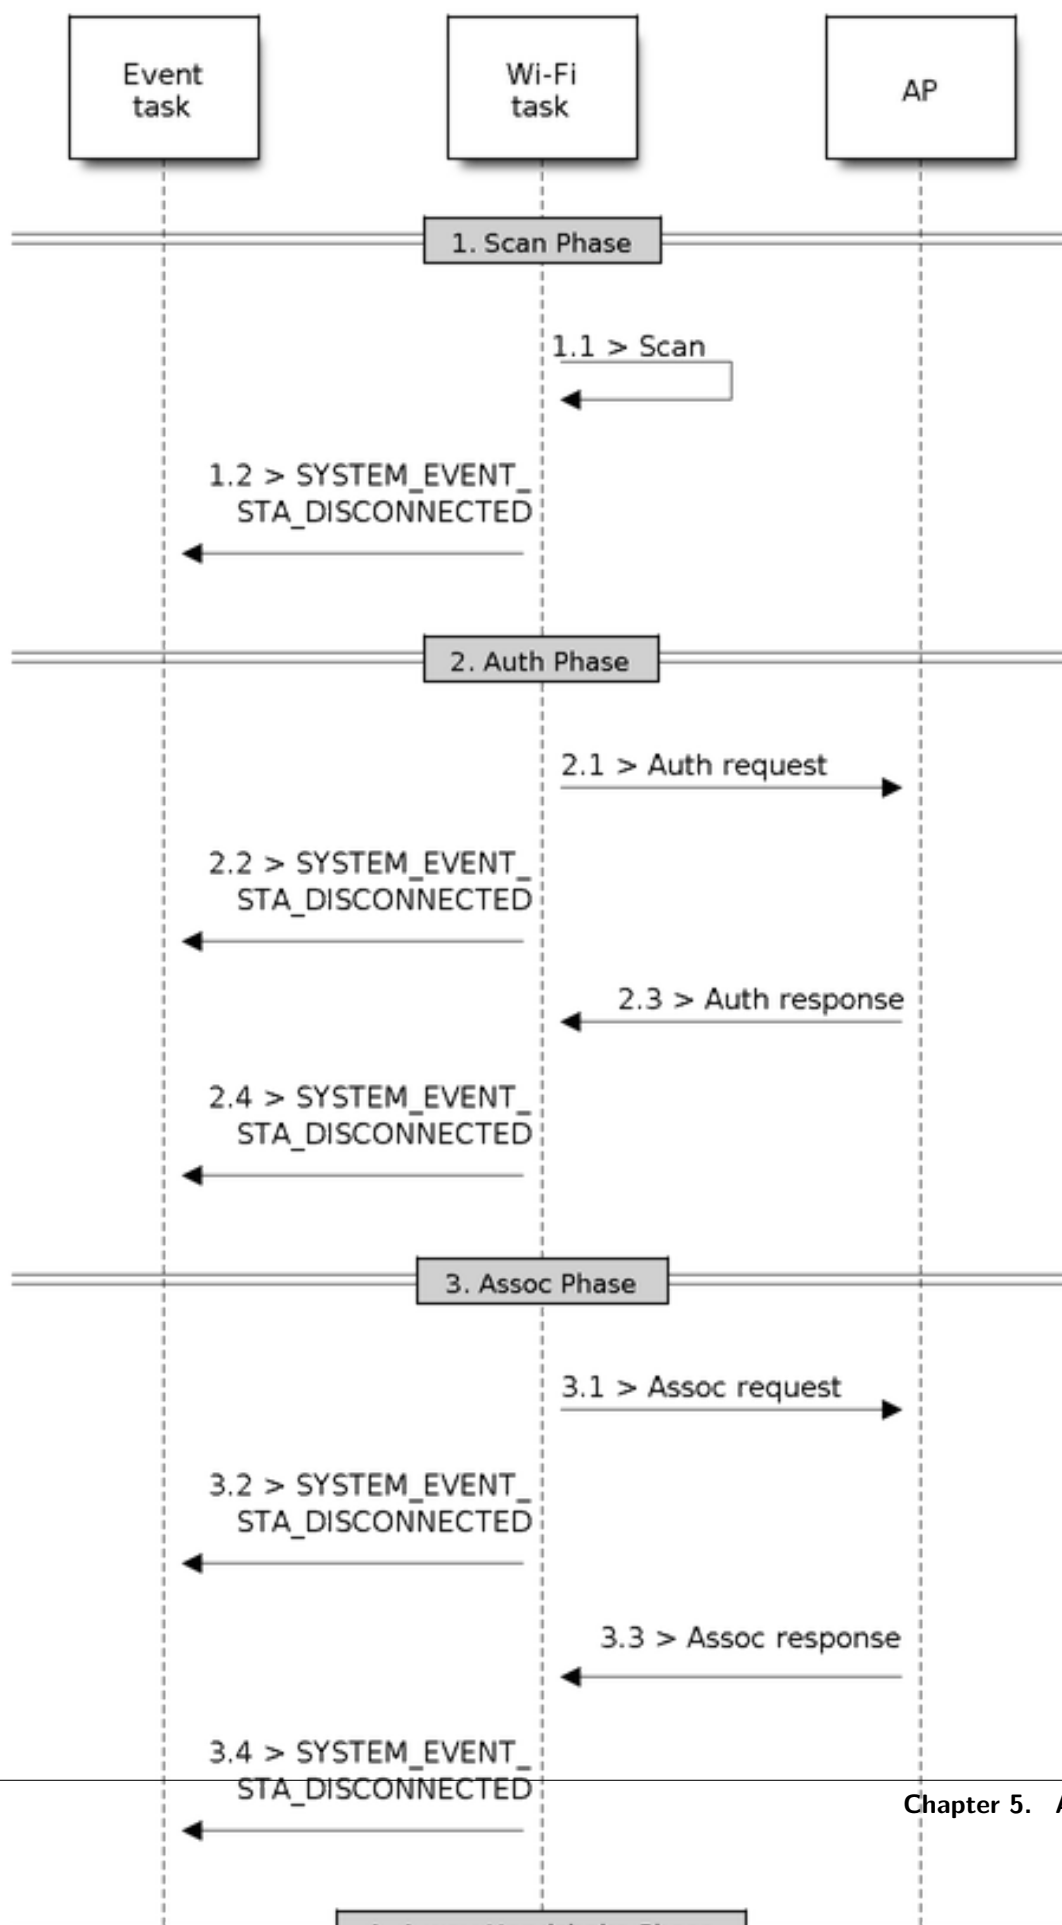 Event
task
Wi-Fi
task
AP
1. Scan Phase
1.1 > Scan
1.2 > SYSTEM_EVENT_
STA_DISCONNECTED
2. Auth Phase
2.1 > Auth request
2.2 > SYSTEM_EVENT_
STA_DISCONNECTED
2.3 > Auth response
2.4 > SYSTEM_EVENT_
STA_DISCONNECTED
3. Assoc Phase
3.1 > Assoc request
3.2 > SYSTEM_EVENT_
STA_DISCONNECTED
3.3 > Assoc response
3.4 > SYSTEM_EVENT_
STA_DISCONNECTED
Chapter 5.